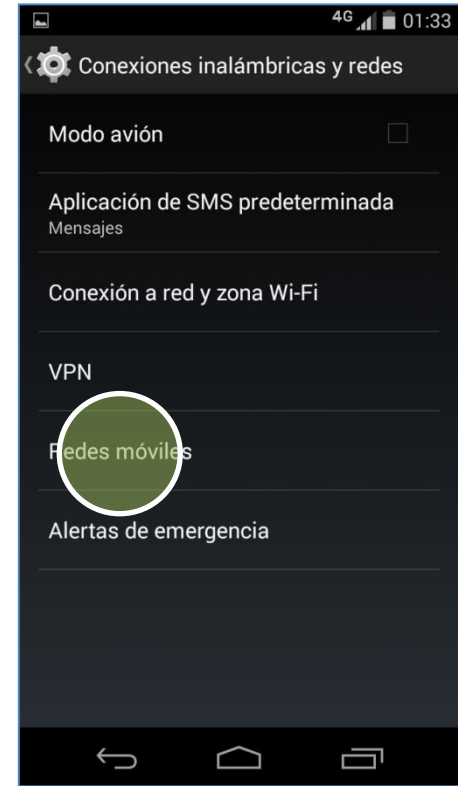 4G 01:33
Conexiones inalámbricas y redes
Modo avión
Aplicación de SMS predeterminada
Mensajes
Conexión a red y zona Wi-Fi
VPN
Redes móviles
Alertas de emergencia